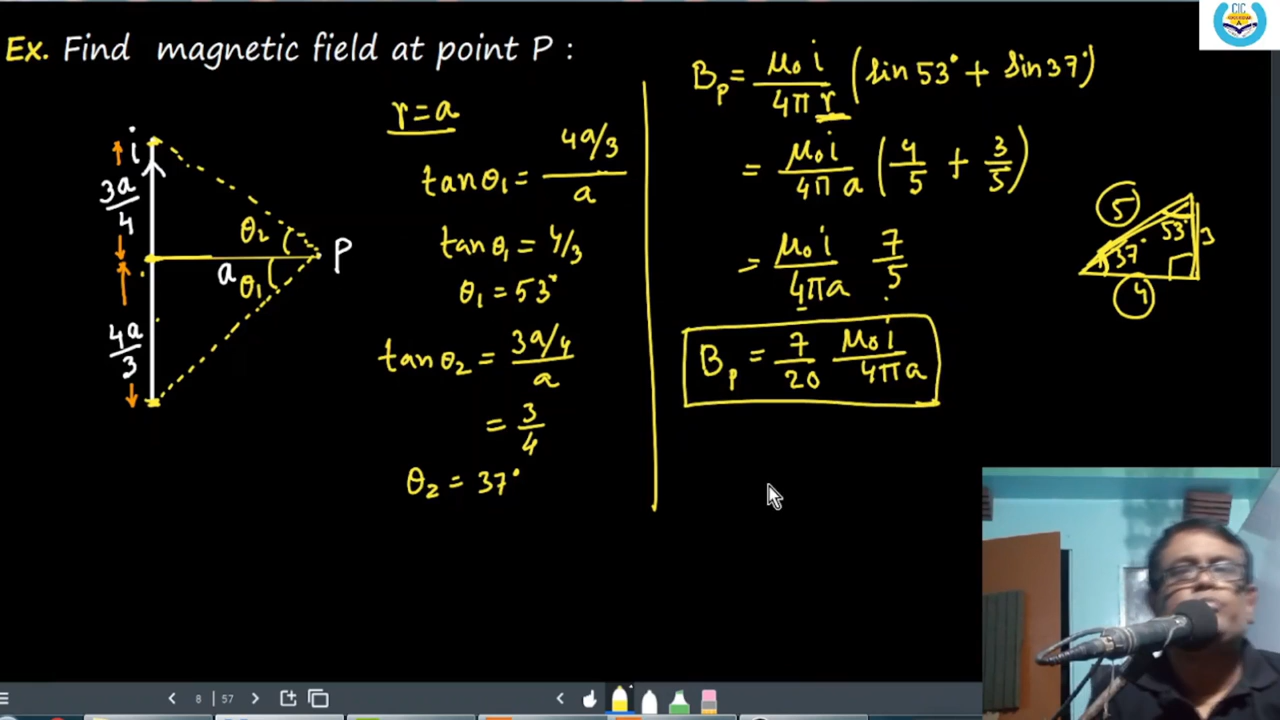 Ex. Find magnetic field at point P :
i
3a/4
θ₂
a
θ₁
P
4a/3
r = a
tan θ₁ = (4a/3)/a
tan θ₁ = 4/3
θ₁ = 53°
tan θ₂ = (3a/4)/a
= 3/4
θ₂ = 37°
Bₚ = μ₀ i/4π r (sin 53° + sin 37°)
= μ₀ i/4π a (4/5 + 3/5)
= μ₀ i/4π a 7/5
Bₚ = 7/20 μ₀ i/4π a
5
53°
3
37°
4
CIC
8 | 57